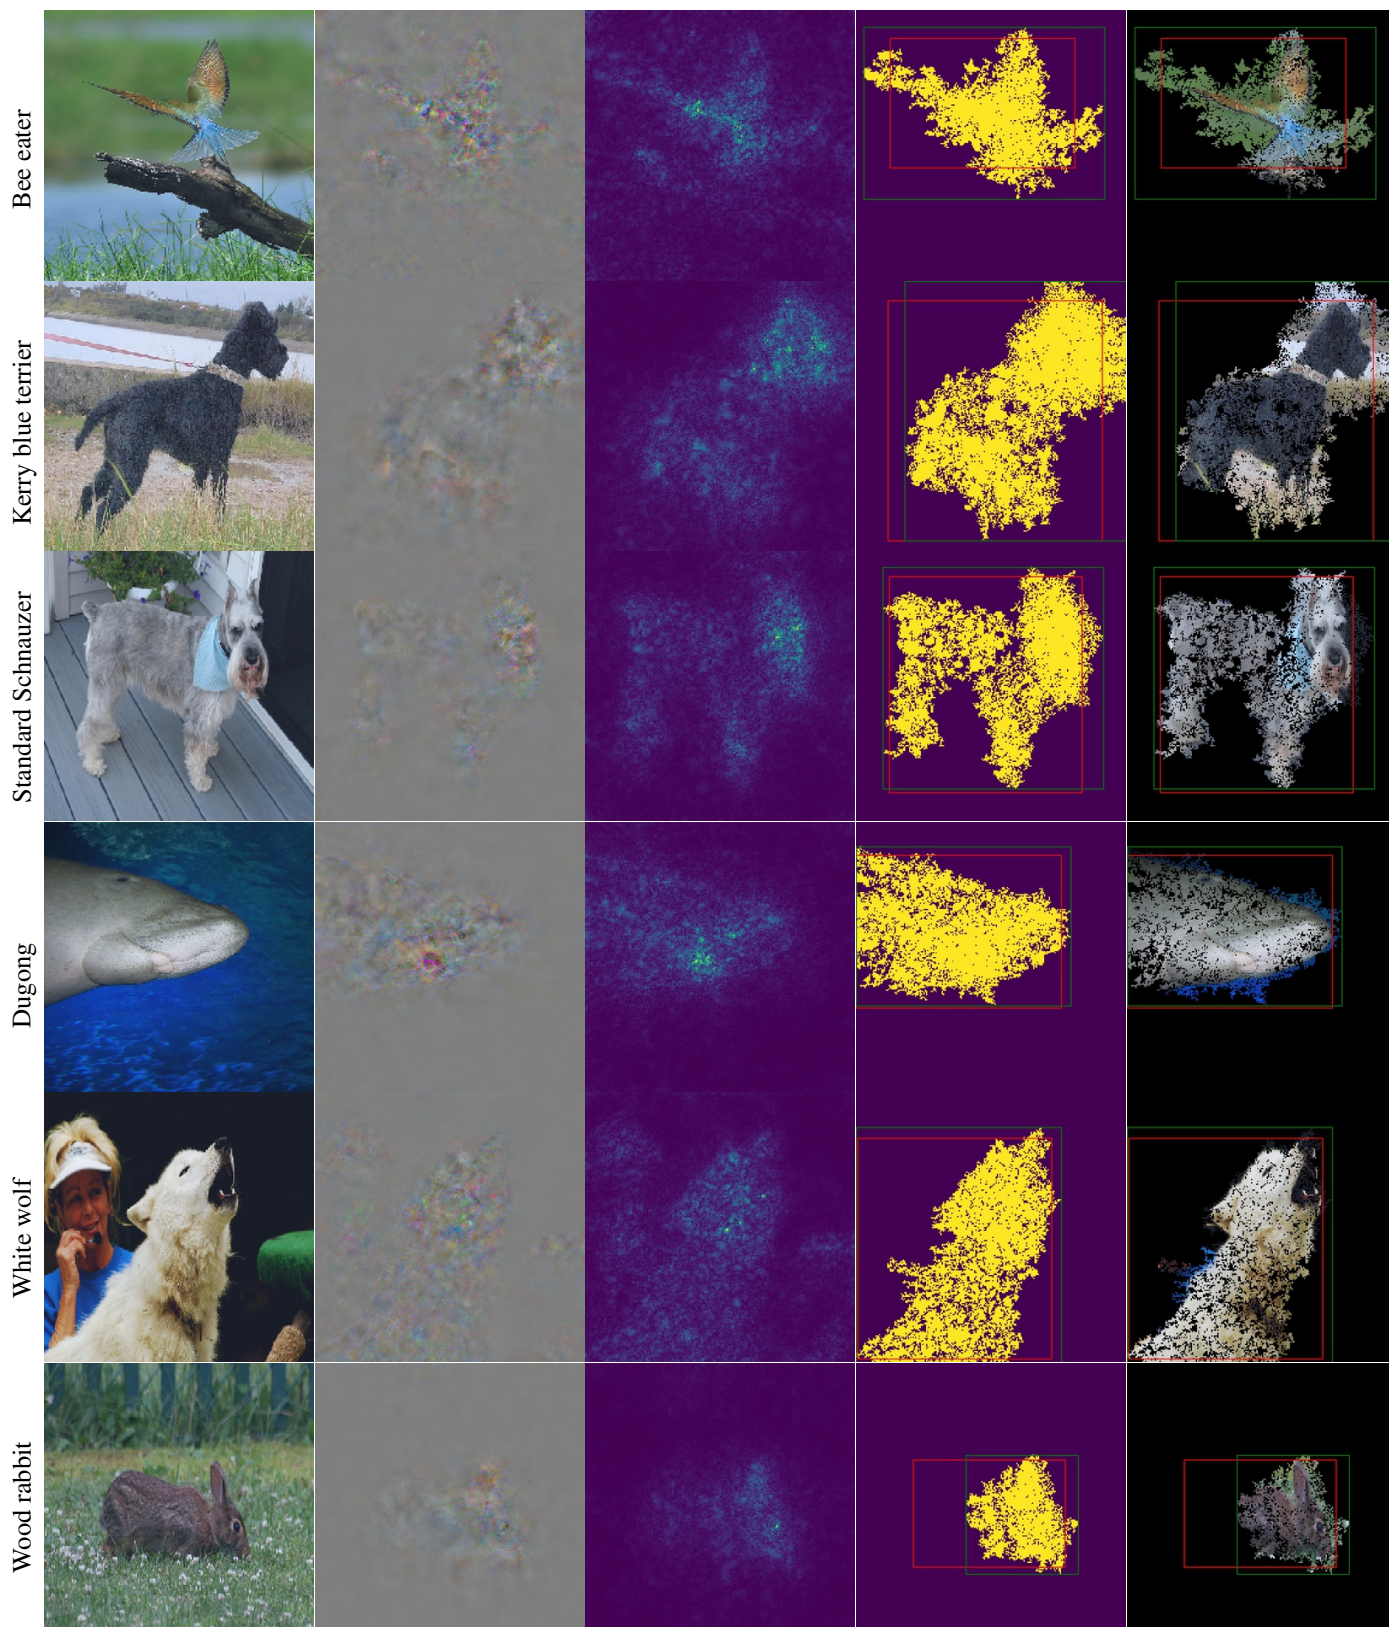 Bee eater
Kerry blue terrier
Standard Schnauzer
Dugong
White wolf
Wood rabbit